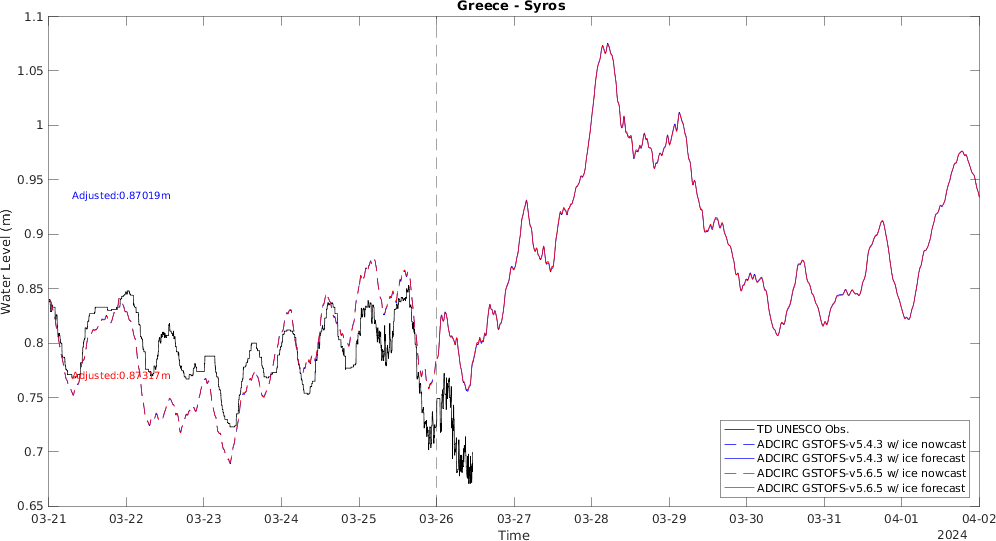 Greece - Syros
1.1
1.05
1
0.95
0.9
0.85
0.8
0.75
0.7
0.65
Water Level (m)
Adjusted:0.87019m
Adjusted:0.87317m
TD UNESCO Obs.
ADCIRC GSTOFS-v5.4.3 w/ ice nowcast
ADCIRC GSTOFS-v5.4.3 w/ ice forecast
ADCIRC GSTOFS-v5.6.5 w/ ice nowcast
ADCIRC GSTOFS-v5.6.5 w/ ice forecast
03-21 03-22 03-23 03-24 03-25 03-26 03-27 03-28 03-29 03-30 03-31 04-01 04-02
Time
2024